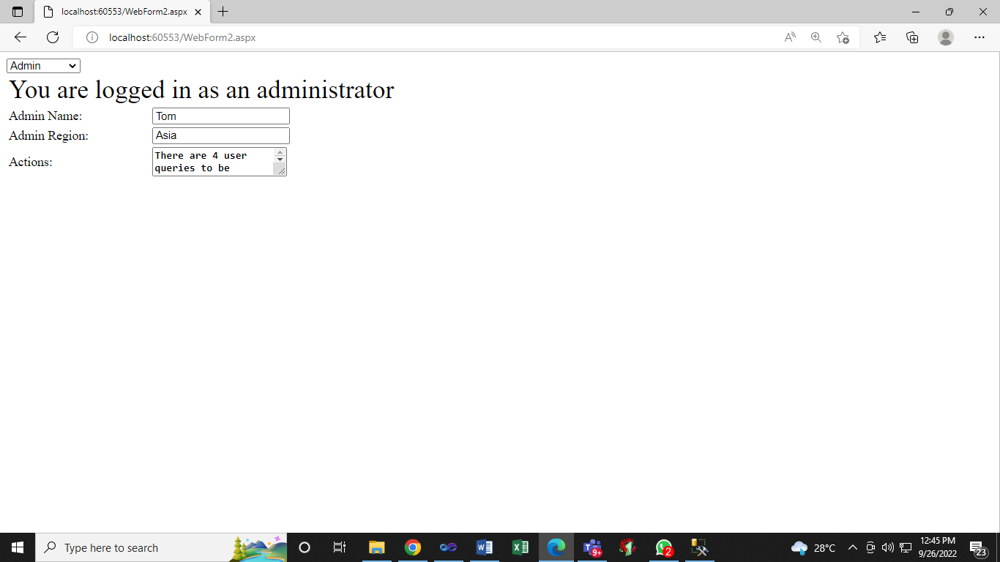 localhost:60553/WebForm2.aspx
localhost:60553/WebForm2.aspx
Admin
You are logged in as an administrator
Admin Name: Tom
Admin Region: Asia
Actions: There are 4 user
queries to be
Type here to search
9+
2
28°C
12:45 PM
9/26/2022
23